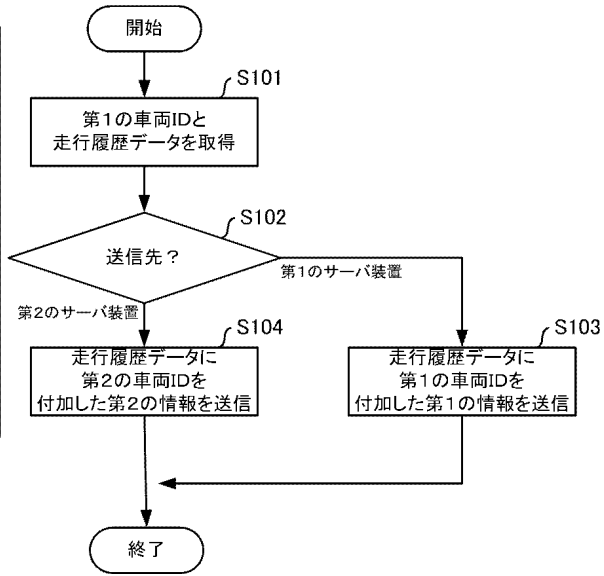 開始
S101
第1の車両IDと
走行履歴データを取得
S102
送信先？
第1のサーバ装置
第2のサーバ装置
S104
走行履歴データに
第2の車両IDを
付加した第2の情報を送信
S103
走行履歴データに
第1の車両IDを
付加した第1の情報を送信
終了